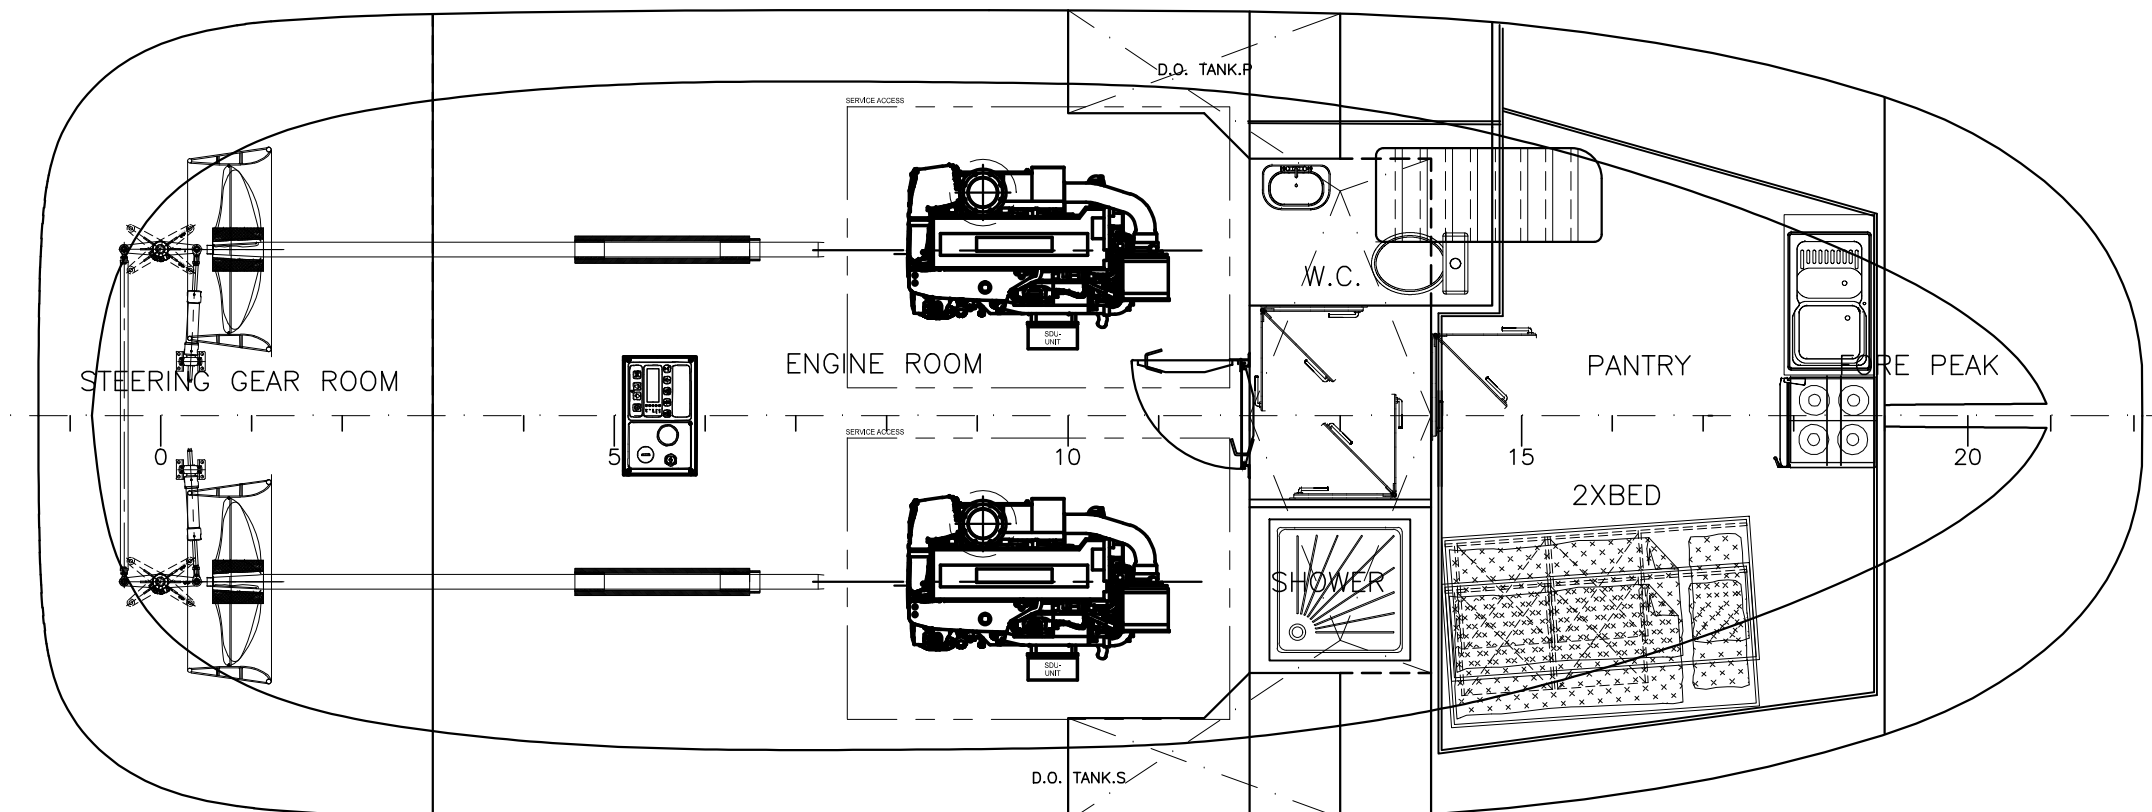 D.O. TANK.P
SERVICE ACCESS
W.C.
SDU-
UNIT
STEERING GEAR ROOM
ENGINE ROOM
PANTRY
FORE PEAK
SERVICE ACCESS
0
5
10
15
20
2XBED
SHOWER
SDU-
UNIT
D.O. TANK.S